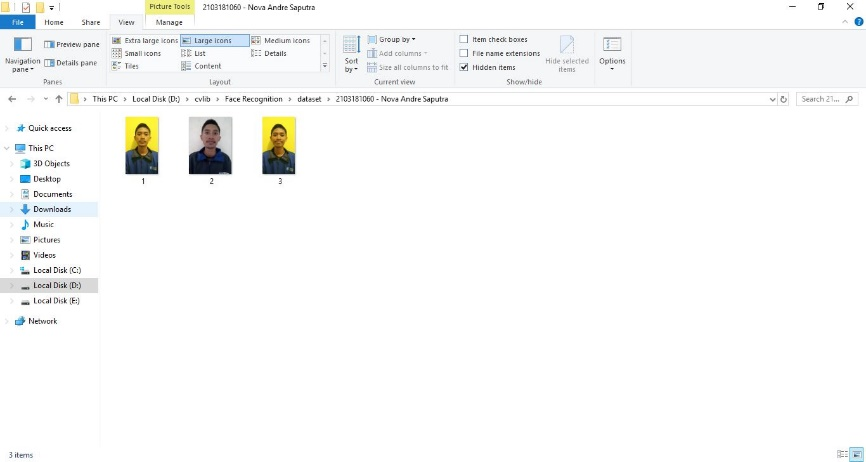 Picture Tools
2103181060 - Nova Andre Saputra
File
Home
Share
View
Manage
Navigation pane
Preview pane
Details pane
Panes
Extra large icons
Large icons
Medium icons
Small icons
List
Details
Tiles
Content
Layout
Sort by
Group by
Add columns
Size all columns to fit
Current view
Item check boxes
File name extensions
Hidden items
Hide selected items
Show/hide
Options
This PC > Local Disk (D:) > cvlib > Face Recognition > dataset > 2103181060 - Nova Andre Saputra
Search 21...
Quick access
This PC
3D Objects
Desktop
Documents
Downloads
Music
Pictures
Videos
Local Disk (C:)
Local Disk (D:)
Local Disk (E:)
Network
1
2
3
3 items